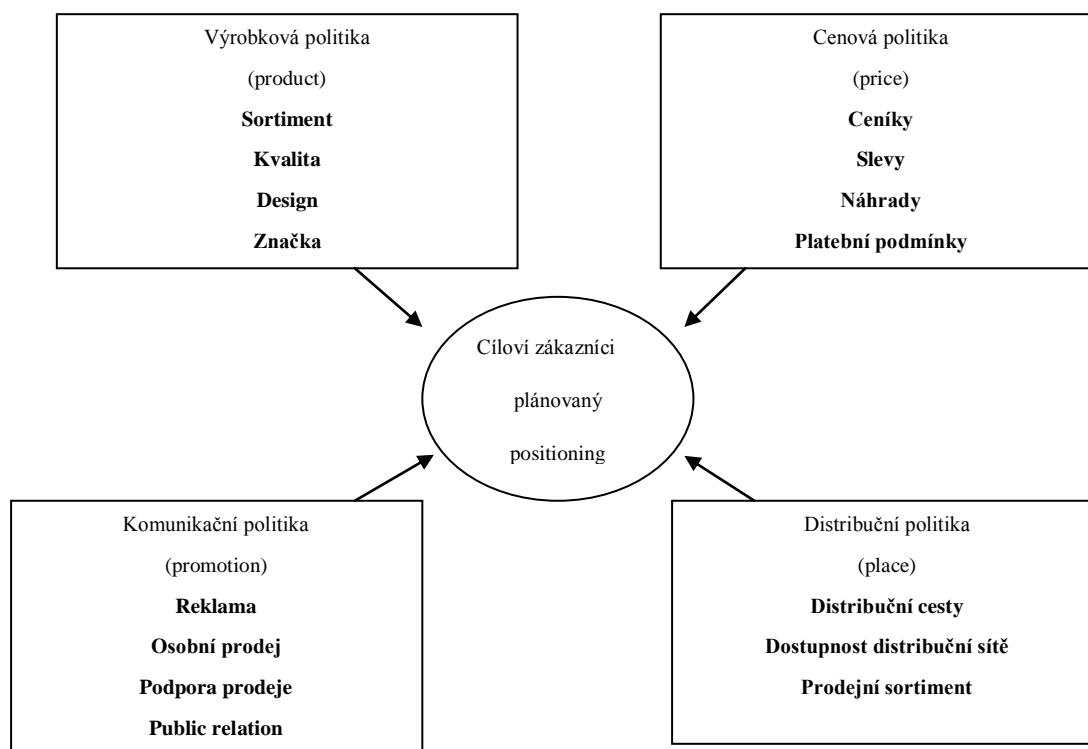 Výrobková politika
(product)
Sortiment
Kvalita
Design
Značka
Cenová politika
(price)
Ceníky
Slevy
Náhrady
Platební podmínky
Cíloví zákazníci
plánovaný
positioning
Komunikační politika
(promotion)
Reklama
Osobní prodej
Podpora prodeje
Public relation
Distribuční politika
(place)
Distribuční cesty
Dostupnost distribuční sítě
Prodejní sortiment